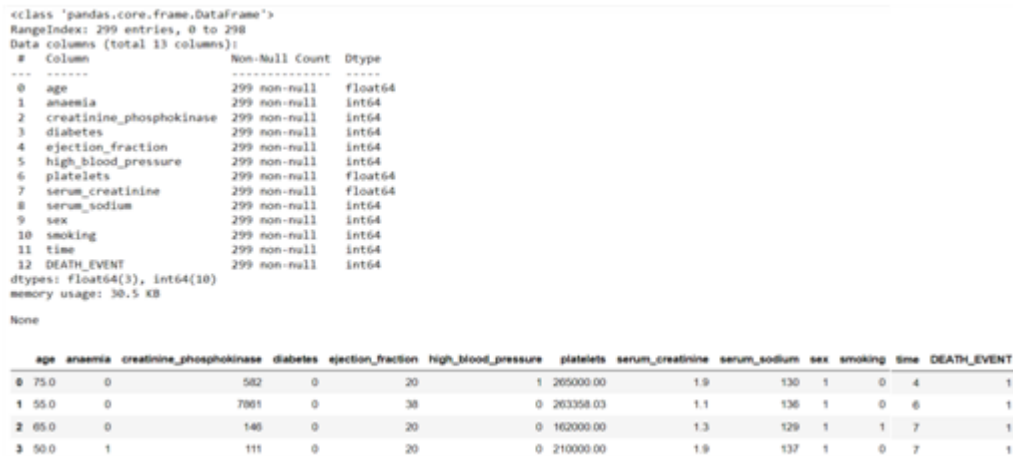 <class 'pandas.core.frame.DataFrame'>
RangeIndex: 299 entries, 0 to 298
Data columns (total 13 columns):
# Column Non-Null Count Dtype
--- ------ -------------- -----
0 age 299 non-null float64
1 anaemia 299 non-null int64
2 creatinine_phosphokinase 299 non-null int64
3 diabetes 299 non-null int64
4 ejection_fraction 299 non-null int64
5 high_blood_pressure 299 non-null int64
6 platelets 299 non-null float64
7 serum_creatinine 299 non-null float64
8 serum_sodium 299 non-null int64
9 sex 299 non-null int64
10 smoking 299 non-null int64
11 time 299 non-null int64
12 DEATH_EVENT 299 non-null int64
dtypes: float64(3), int64(10)
memory usage: 30.5 KB
None
age anaemia creatinine_phosphokinase diabetes ejection_fraction high_blood_pressure platelets serum_creatinine serum_sodium sex smoking time DEATH_EVENT
0 75.0 0 582 0 20 1 265000.00 1.9 130 1 0 4 1
1 55.0 0 7861 0 38 0 263358.03 1.1 136 1 0 6 1
2 65.0 0 146 0 20 0 162000.00 1.3 129 1 1 7 1
3 50.0 1 111 0 20 0 210000.00 1.9 137 1 0 7 1